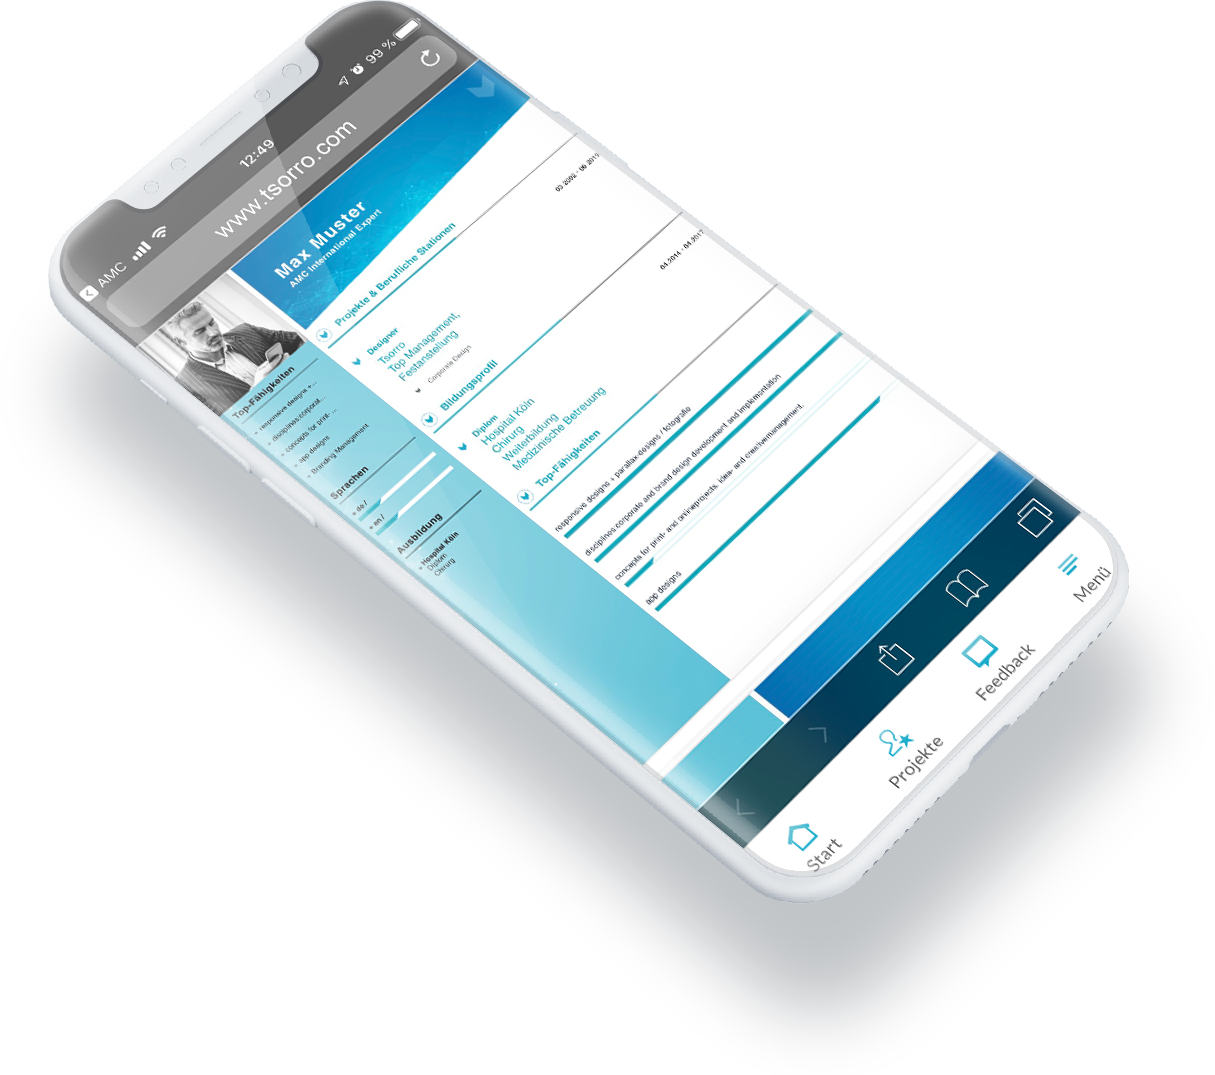 AMC
12:49
99 %
www.tsorro.com
Max Muster
AMC International Expert
Top-Fähigkeiten
responsive designs +...
disciplines:corporat...
concepts for print- ...
app designs
Branding Management
Sprachen
de /
en /
Ausbildung
Hospital Köln
Diplom
Chirurg
Projekte & Berufliche Stationen
03.2002 - 09.2019
Designer
Tsorro
Top Management,
Festanstellung
Corporate Design
Bildungsprofil
04.2014 - 04.2017
Diplom
Hospital Köln
Chirurg
Weiterbildung
Medizinische Betreuung
Top-Fähigkeiten
responsive designs + parallax-designs / fotografie
disciplines:corporate and brand design development and implementation
concepts for print- and onlineprojects, idea- and creativemanagement.
app designs
Start
Projekte
Feedback
Menü